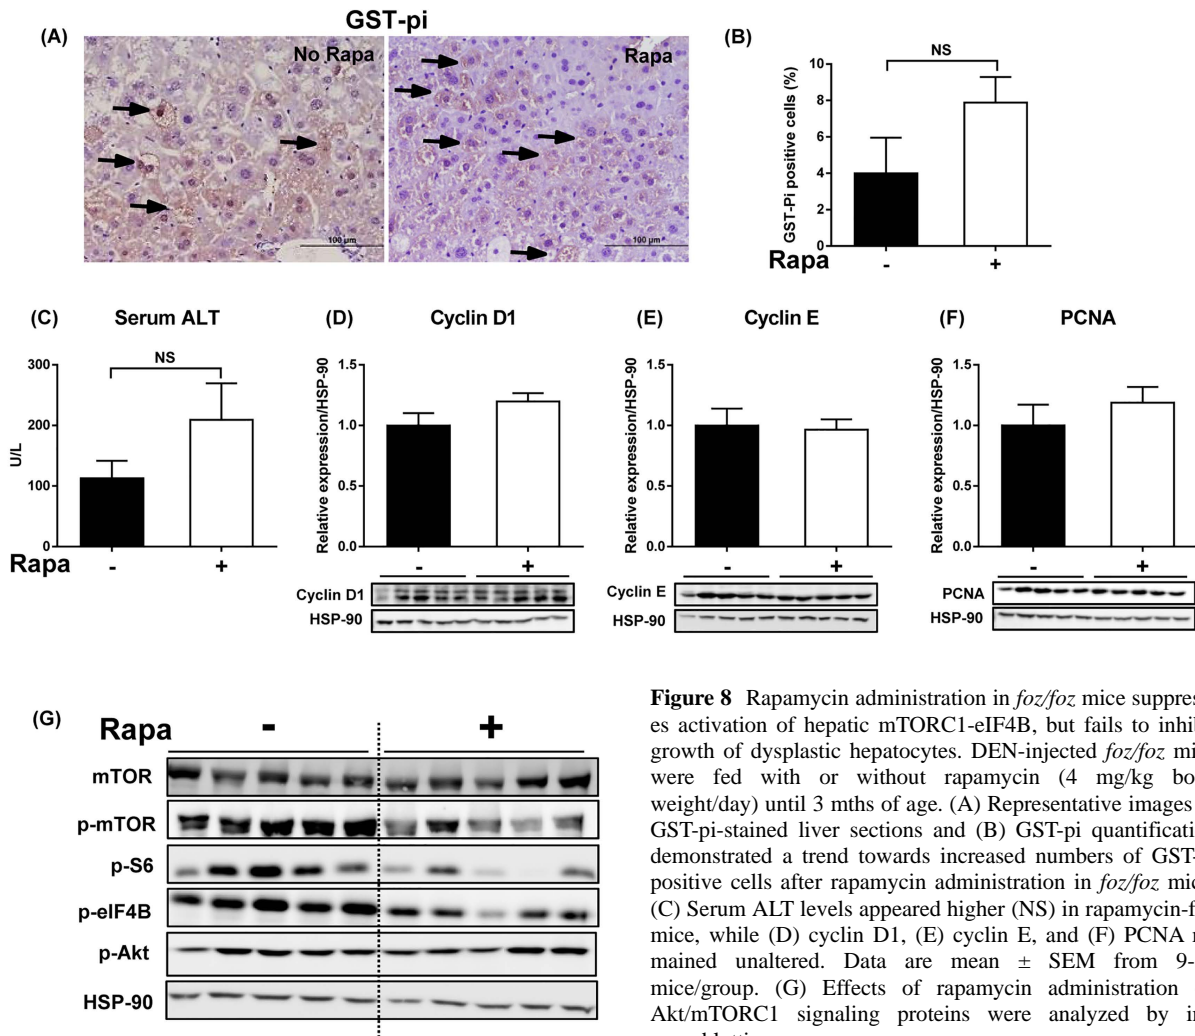 GST-pi
(A)
No Rapa
Rapa
100 µm
100 µm
(B)
NS
GST-Pi positive cells (%)
10
8
6
4
2
0
Rapa
-
+
(C)
Serum ALT
NS
U/L
300
200
100
0
Rapa
-
+
(D)
Cyclin D1
Relative expression/HSP-90
1.5
1.0
0.5
0.0
-
+
Cyclin D1
HSP-90
(E)
Cyclin E
Relative expression/HSP-90
1.5
1.0
0.5
0.0
-
+
Cyclin E
HSP-90
(F)
PCNA
Relative expression/HSP-90
1.5
1.0
0.5
0.0
-
+
PCNA
HSP-90
(G)
Rapa
-
+
mTOR
p-mTOR
p-S6
p-eIF4B
p-Akt
HSP-90
Figure 8 Rapamycin administration in foz/foz mice suppres
es activation of hepatic mTORC1-eIF4B, but fails to inhib
growth of dysplastic hepatocytes. DEN-injected foz/foz mi
were fed with or without rapamycin (4 mg/kg bo
weight/day) until 3 mths of age. (A) Representative images
GST-pi-stained liver sections and (B) GST-pi quantificati
demonstrated a trend towards increased numbers of GST-
positive cells after rapamycin administration in foz/foz mic
(C) Serum ALT levels appeared higher (NS) in rapamycin-f
mice, while (D) cyclin D1, (E) cyclin E, and (F) PCNA r
mained unaltered. Data are mean ± SEM from 9-
mice/group. (G) Effects of rapamycin administration
Akt/mTORC1 signaling proteins were analyzed by i